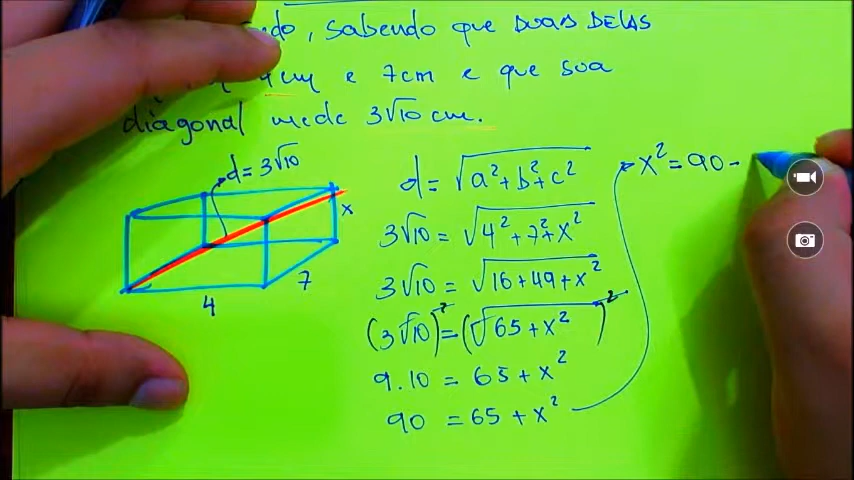 , sabendo que duas delas
cm e 7cm e que sua
diagonal mede 3√10 cm.
d = 3√10
x
7
4
d = √a² + b² + c²
3√10 = √4² + 7² + x²
3√10 = √16 + 49 + x²
(3√10)² = (√65 + x²)²
9.10 = 65 + x²
90 = 65 + x²
x² = 90 -